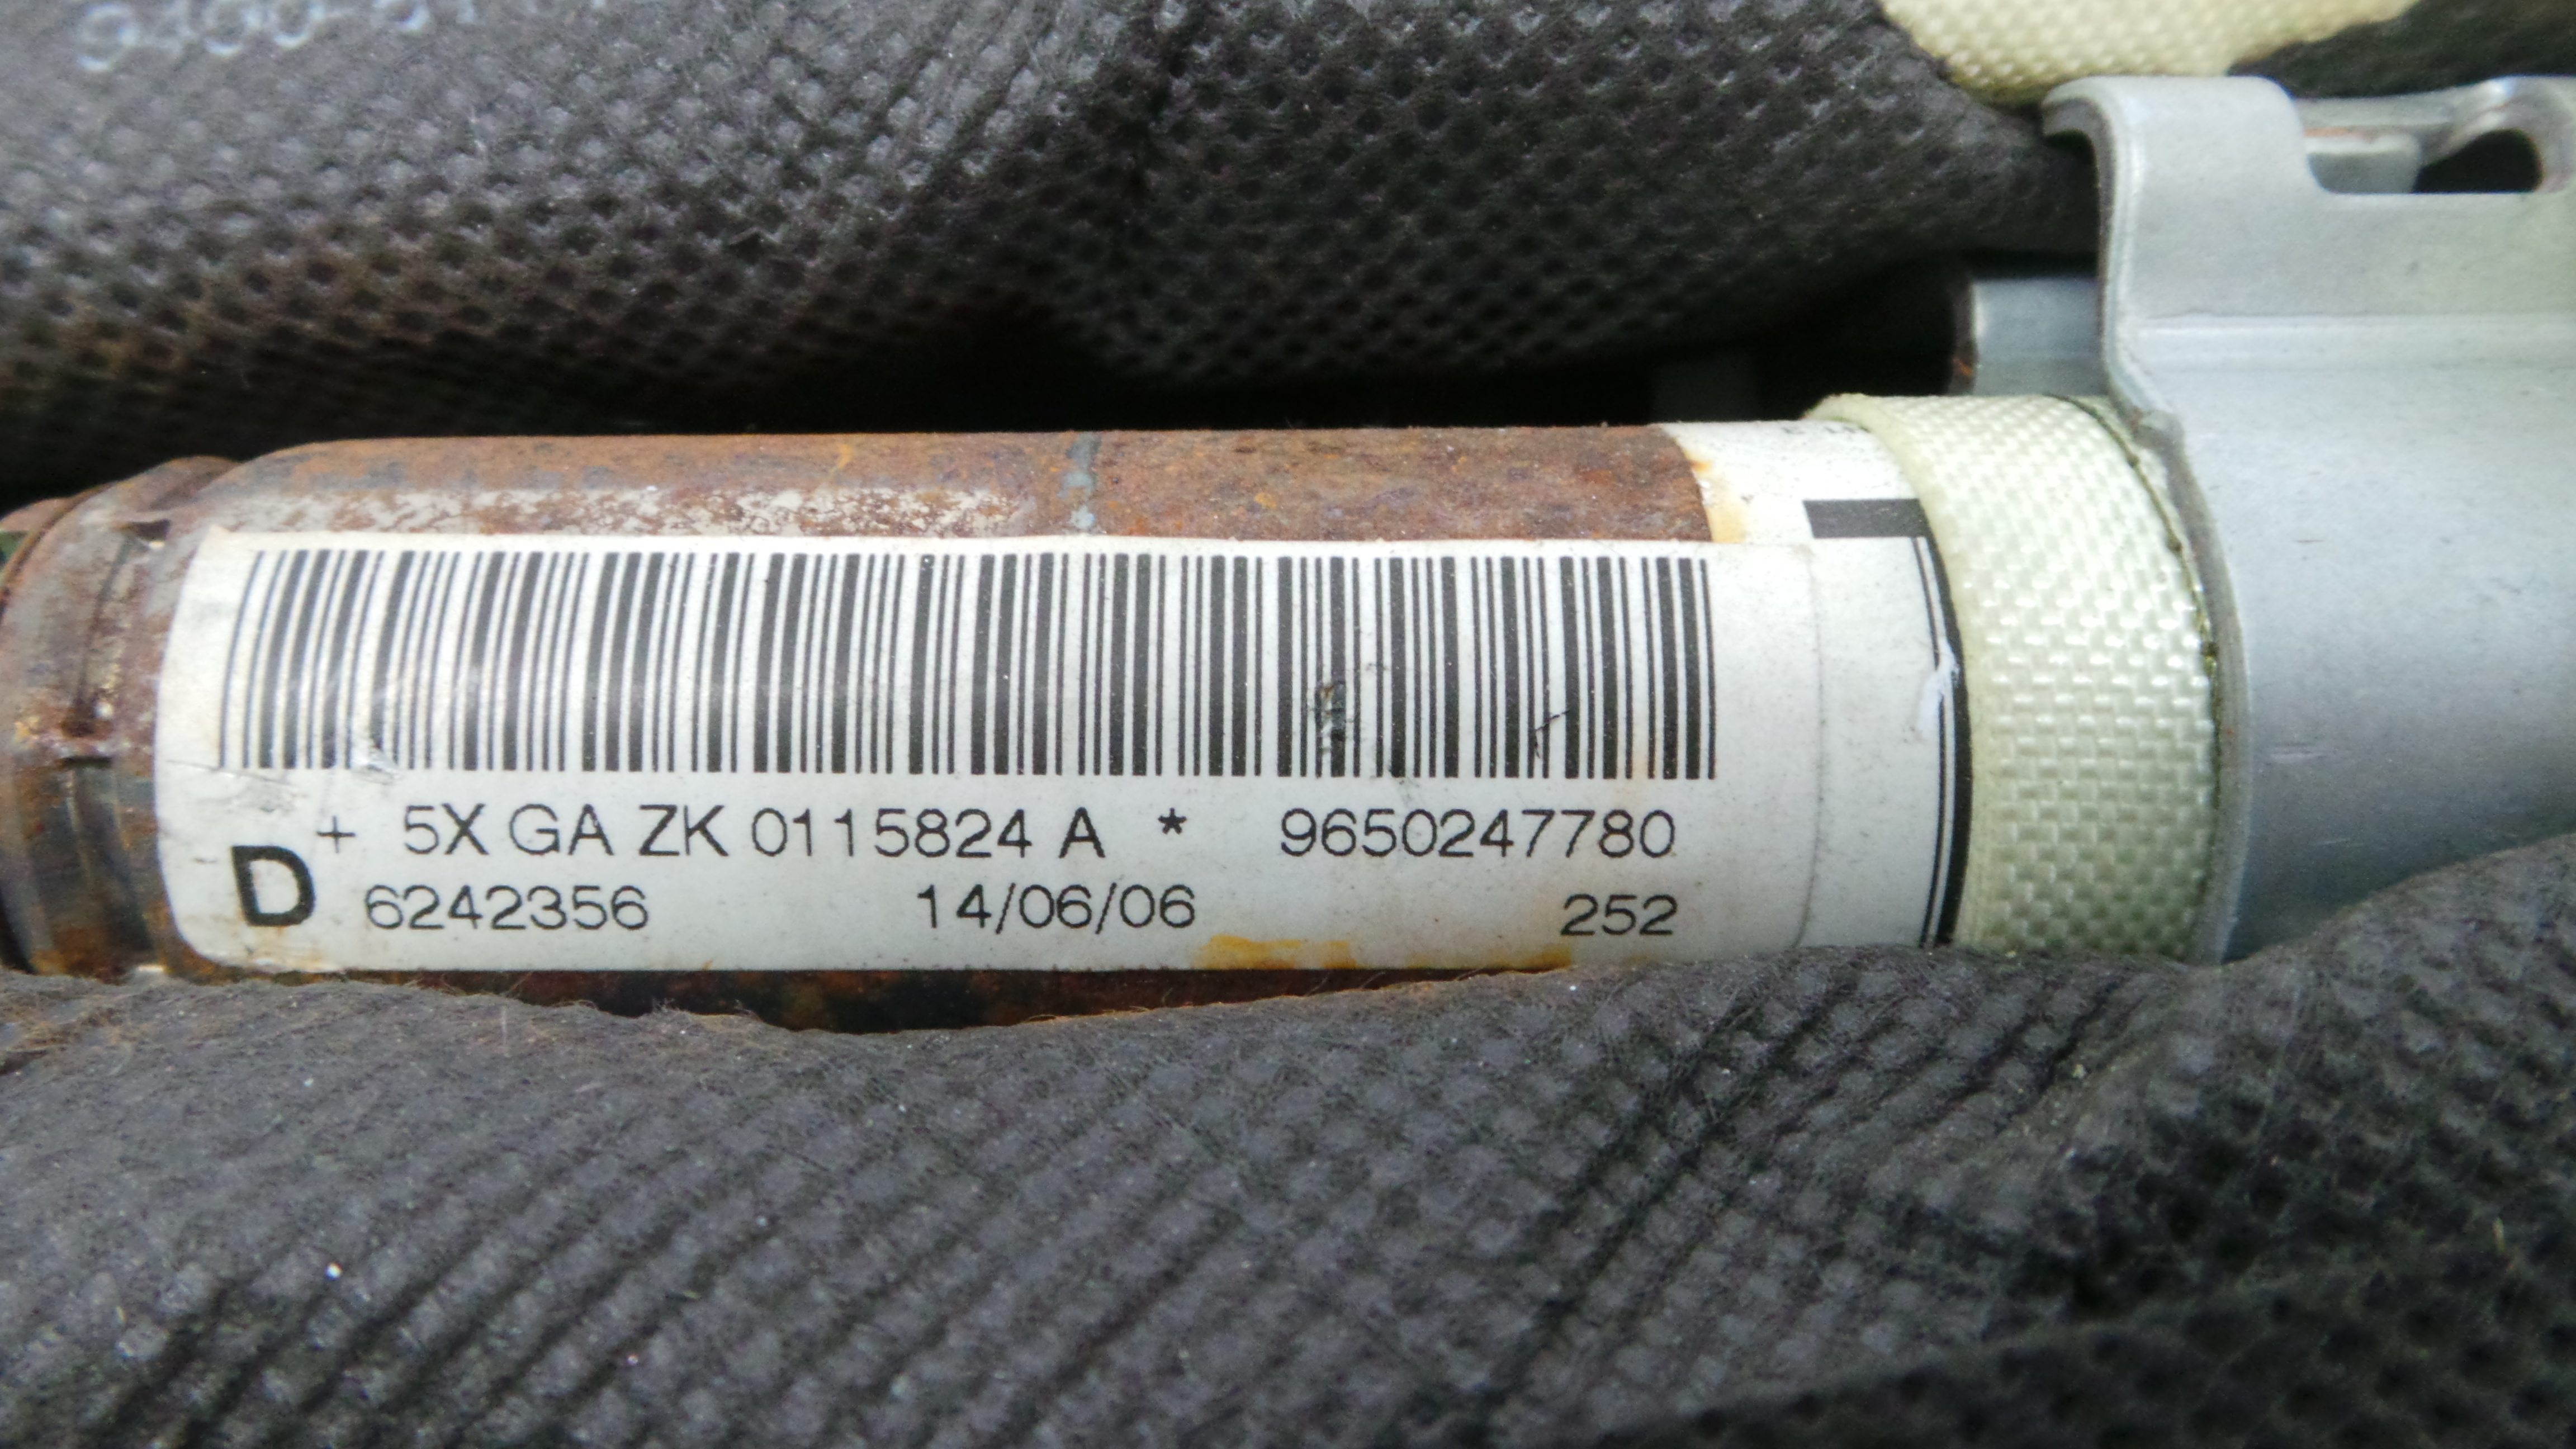 + 5X GA ZK 0115824 A * 9650247780
D 6242356 14/06/06 252